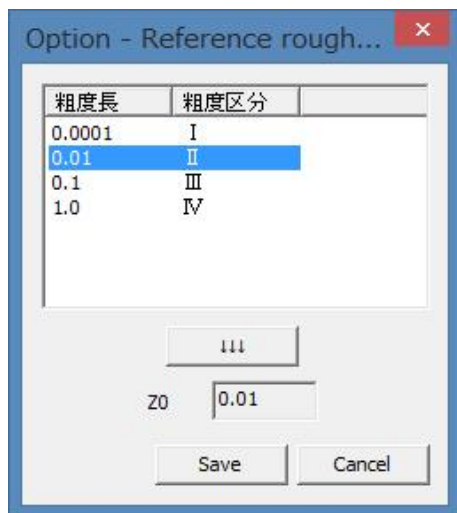 Option - Reference rough...
粗度長 粗度区分
0.0001 Ⅰ
0.01 Ⅱ
0.1 Ⅲ
1.0 Ⅳ
↓↓↓
Z0 0.01
Save Cancel